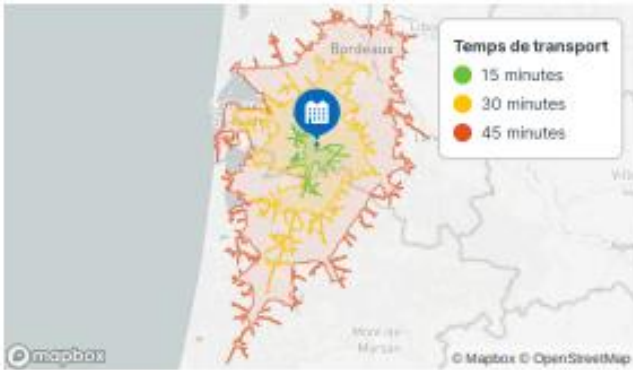 Bordeaux
Temps de transport
15 minutes
30 minutes
45 minutes
Mont-de-
Marsan
mapbox
© Mapbox © OpenStreetMap